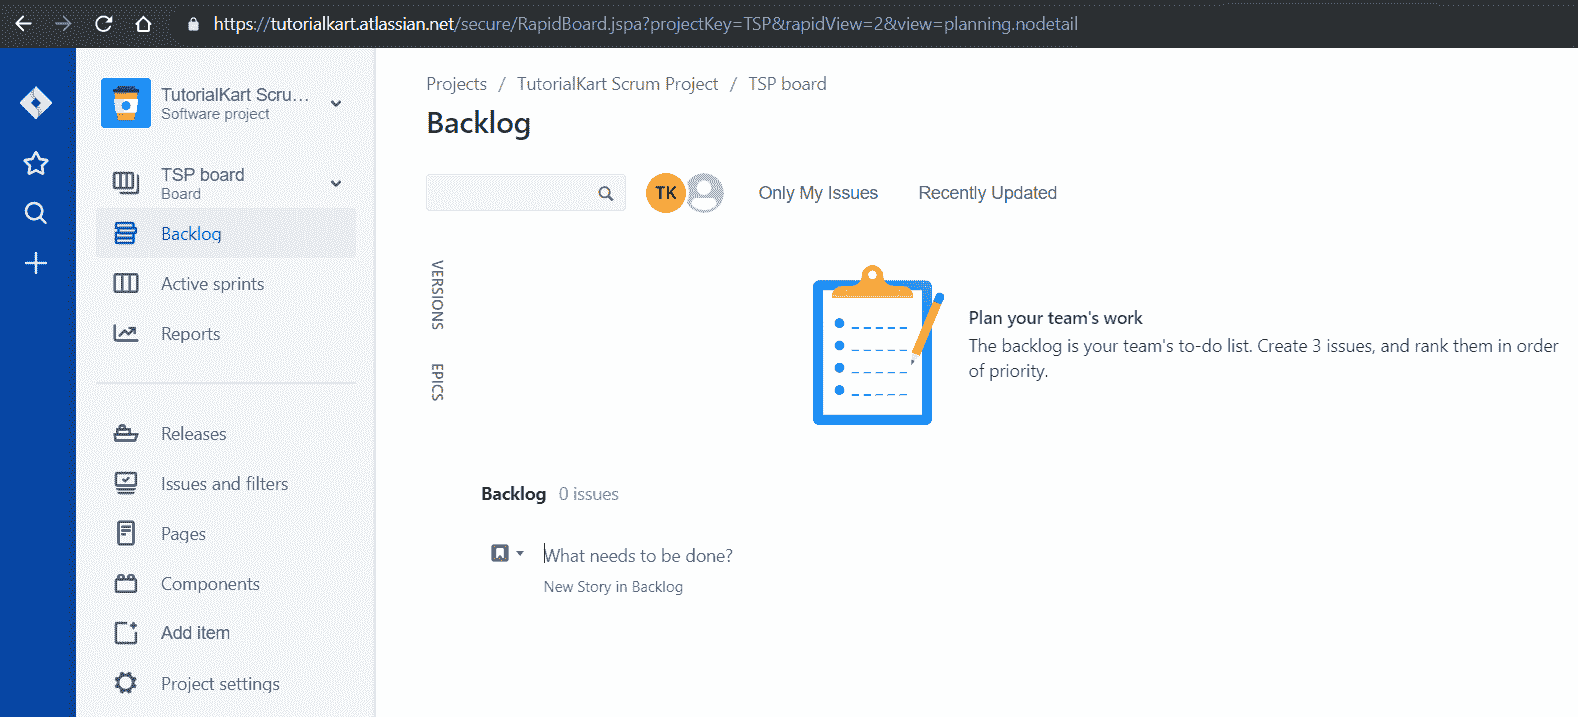 https://tutorialkart.atlassian.net/secure/RapidBoard.jspa?projectKey=TSP&rapidView=2&view=planning.nodetail
TutorialKart Scru...
Software project
TSP board
Board
Backlog
Active sprints
Reports
Releases
Issues and filters
Pages
Components
Add item
Project settings
Projects / TutorialKart Scrum Project / TSP board
Backlog
TK Only My Issues Recently Updated
VERSIONS
EPICS
Plan your team's work
The backlog is your team's to-do list. Create 3 issues, and rank them in order
of priority.
Backlog 0 issues
What needs to be done?
New Story in Backlog